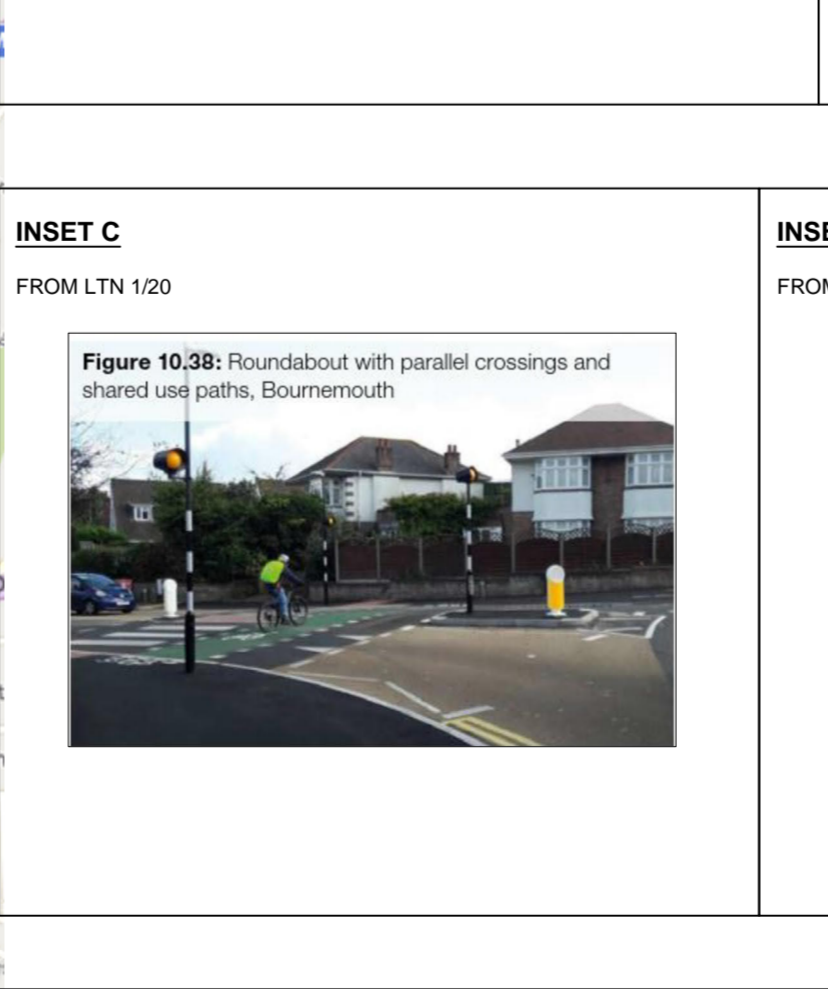 INSET C
FROM LTN 1/20
Figure 10.38: Roundabout with parallel crossings and
shared use paths, Bournemouth